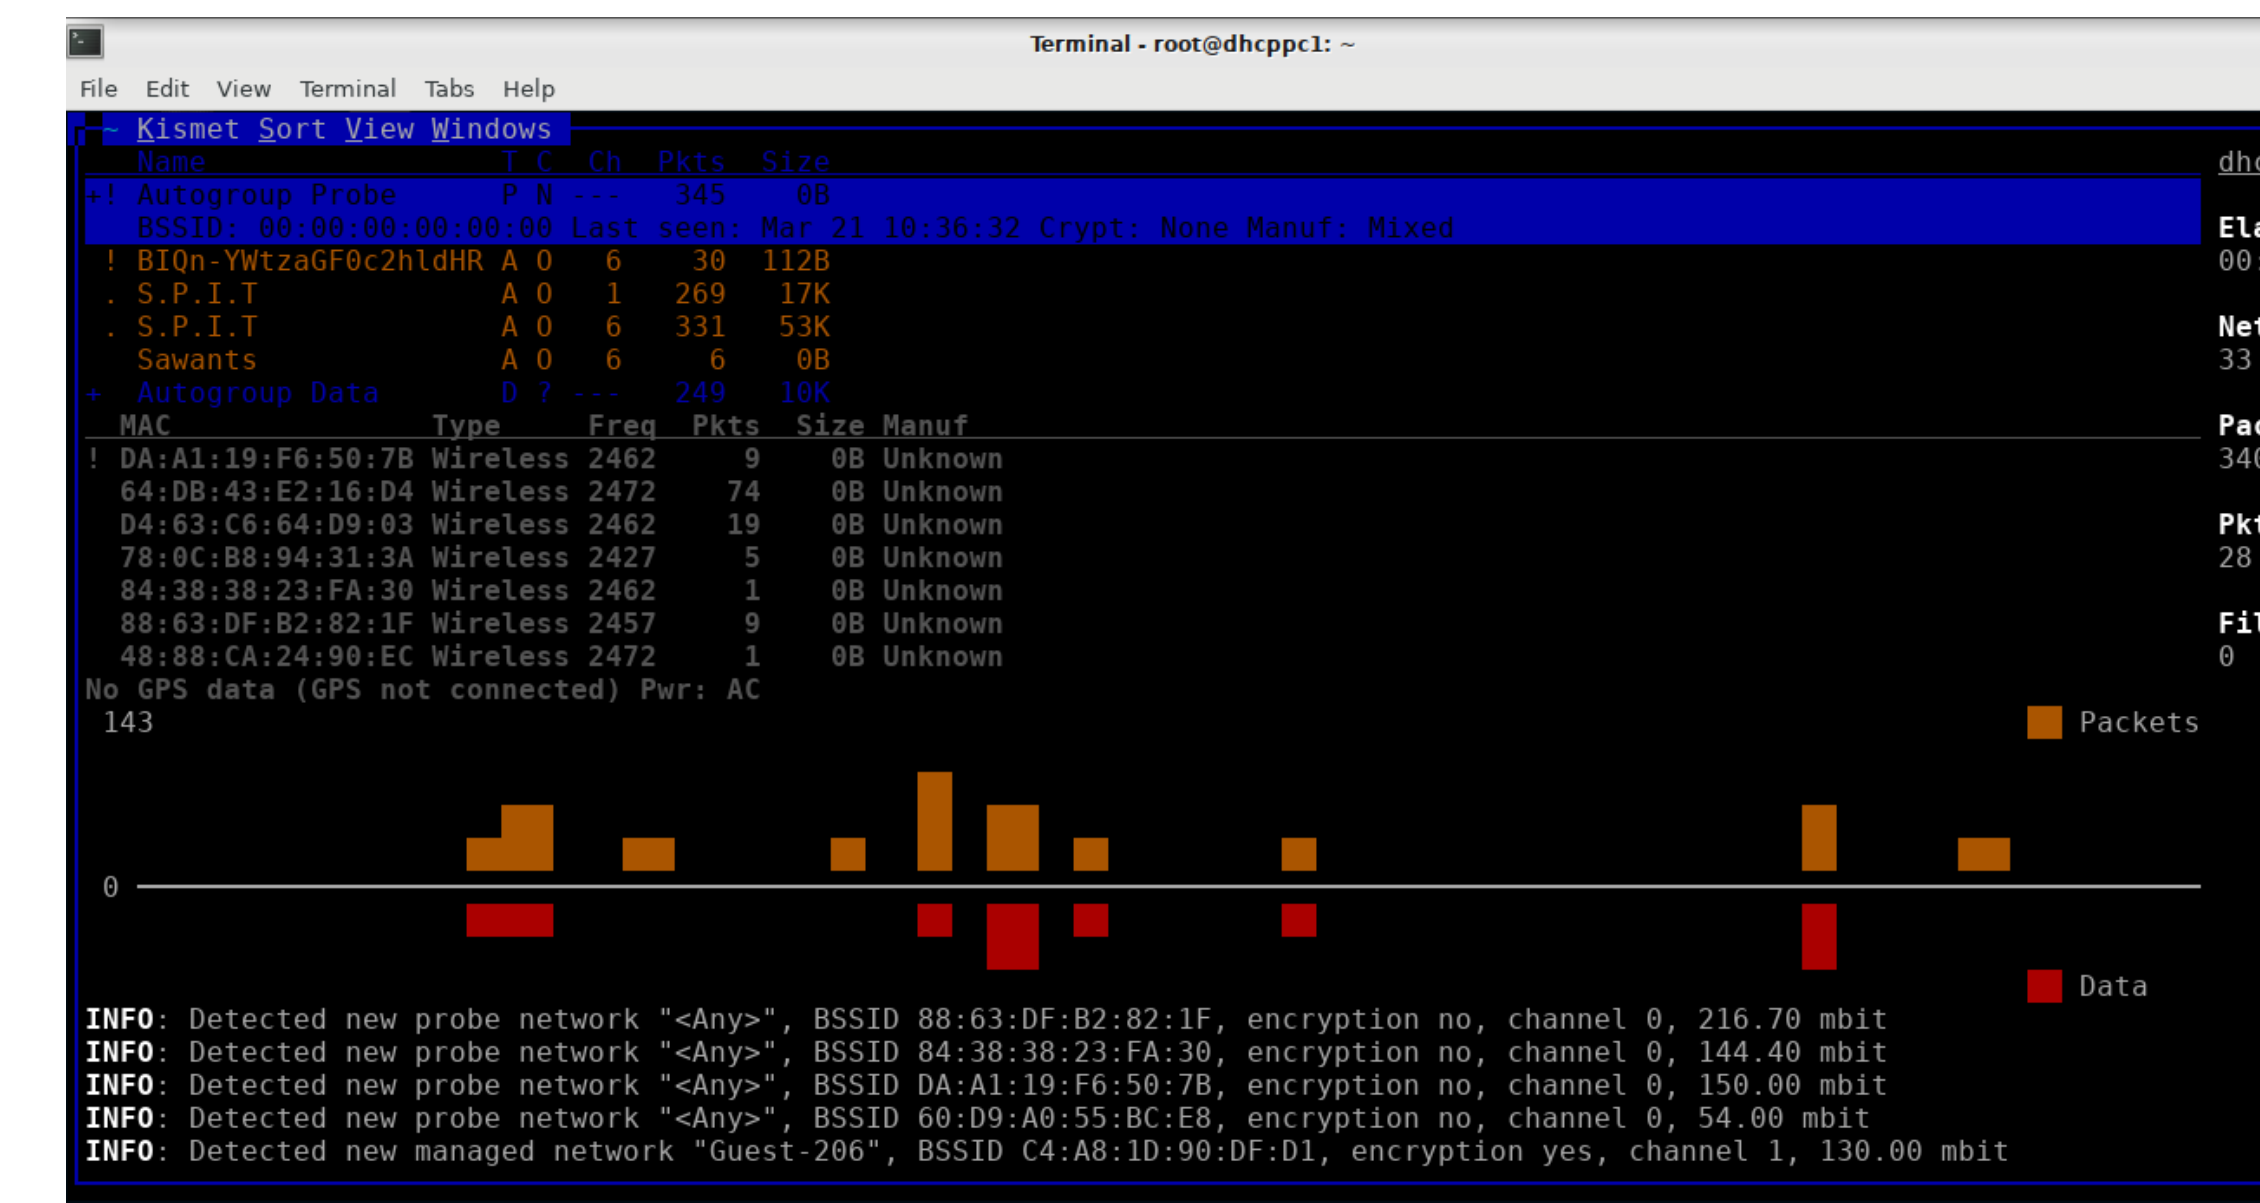 Terminal - root@dhcppc1: ~
File Edit View Terminal Tabs Help
~ Kismet Sort View Windows
Name T C Ch Pkts Size
+! Autogroup Probe P N --- 345 0B
BSSID: 00:00:00:00:00:00 Last seen: Mar 21 10:36:32 Crypt: None Manuf: Mixed
! BIQn-YWtzaGF0c2hldHR A O 6 30 112B
. S.P.I.T A O 1 269 17K
. S.P.I.T A O 6 331 53K
Sawants A O 6 6 0B
+ Autogroup Data D ? --- 249 10K
MAC Type Freq Pkts Size Manuf
! DA:A1:19:F6:50:7B Wireless 2462 9 0B Unknown
64:DB:43:E2:16:D4 Wireless 2472 74 0B Unknown
D4:63:C6:64:D9:03 Wireless 2462 19 0B Unknown
78:0C:B8:94:31:3A Wireless 2427 5 0B Unknown
84:38:38:23:FA:30 Wireless 2462 1 0B Unknown
88:63:DF:B2:82:1F Wireless 2457 9 0B Unknown
48:88:CA:24:90:EC Wireless 2472 1 0B Unknown
No GPS data (GPS not connected) Pwr: AC
143
Packets
0
Data
INFO: Detected new probe network "<Any>", BSSID 88:63:DF:B2:82:1F, encryption no, channel 0, 216.70 mbit
INFO: Detected new probe network "<Any>", BSSID 84:38:38:23:FA:30, encryption no, channel 0, 144.40 mbit
INFO: Detected new probe network "<Any>", BSSID DA:A1:19:F6:50:7B, encryption no, channel 0, 150.00 mbit
INFO: Detected new probe network "<Any>", BSSID 60:D9:A0:55:BC:E8, encryption no, channel 0, 54.00 mbit
INFO: Detected new managed network "Guest-206", BSSID C4:A8:1D:90:DF:D1, encryption yes, channel 1, 130.00 mbit
33
28
0